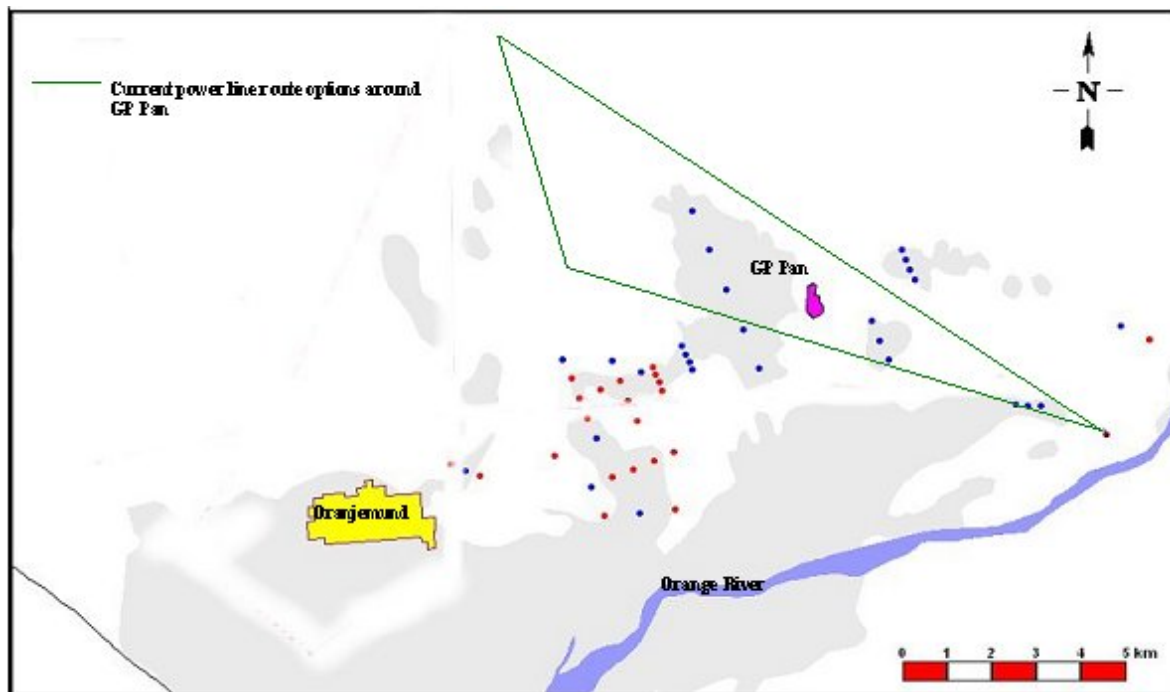 Current power line route options around
GP Pan
N
GP Pan
Oranjemund
Orange River
0 1 2 3 4 5 km